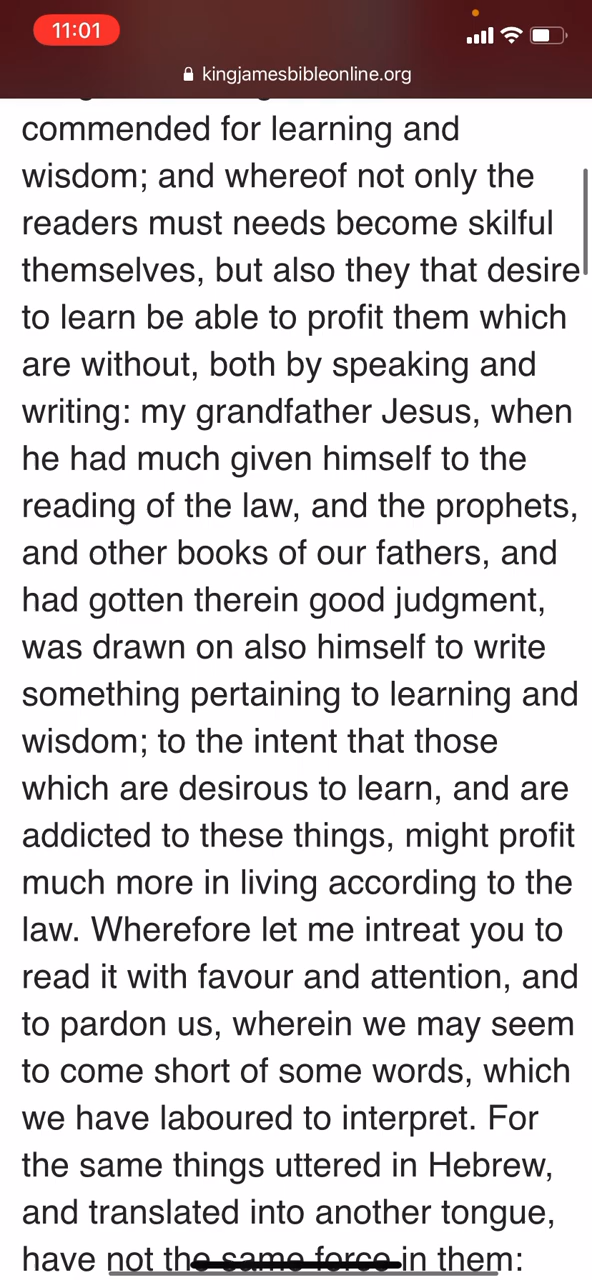 11:01
kingjamesbibleonline.org
commended for learning and
wisdom; and whereof not only the
readers must needs become skilful
themselves, but also they that desire
to learn be able to profit them which
are without, both by speaking and
writing: my grandfather Jesus, when
he had much given himself to the
reading of the law, and the prophets,
and other books of our fathers, and
had gotten therein good judgment,
was drawn on also himself to write
something pertaining to learning and
wisdom; to the intent that those
which are desirous to learn, and are
addicted to these things, might profit
much more in living according to the
law. Wherefore let me intreat you to
read it with favour and attention, and
to pardon us, wherein we may seem
to come short of some words, which
we have laboured to interpret. For
the same things uttered in Hebrew,
and translated into another tongue,
have not the same force in them: